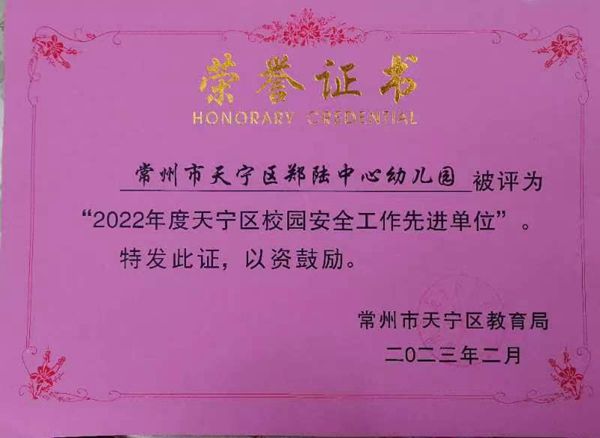 荣誉证书
HONORARY CREDENTIAL
常州市天宁区郑陆中心幼儿园 被评为
“2022年度天宁区校园安全工作先进单位”。
特发此证，以资鼓励。
常州市天宁区教育局
二〇二三年二月